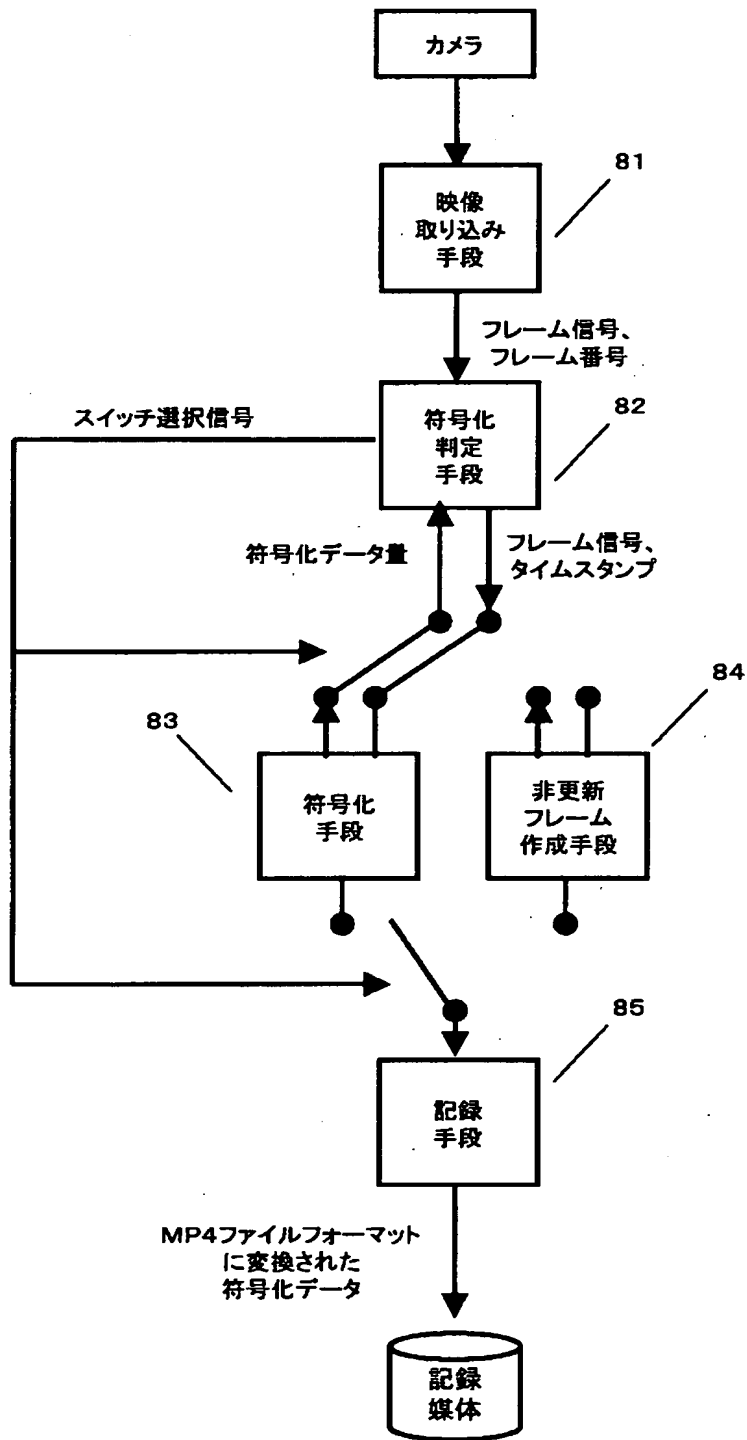 カメラ
81
映像
取り込み
手段
フレーム信号、
フレーム番号
スイッチ選択信号
82
符号化
判定
手段
符号化データ量
フレーム信号、
タイムスタンプ
84
83
符号化
手段
非更新
フレーム
作成手段
85
記録
手段
MP4ファイルフォーマット
に変換された
符号化データ
記録
媒体